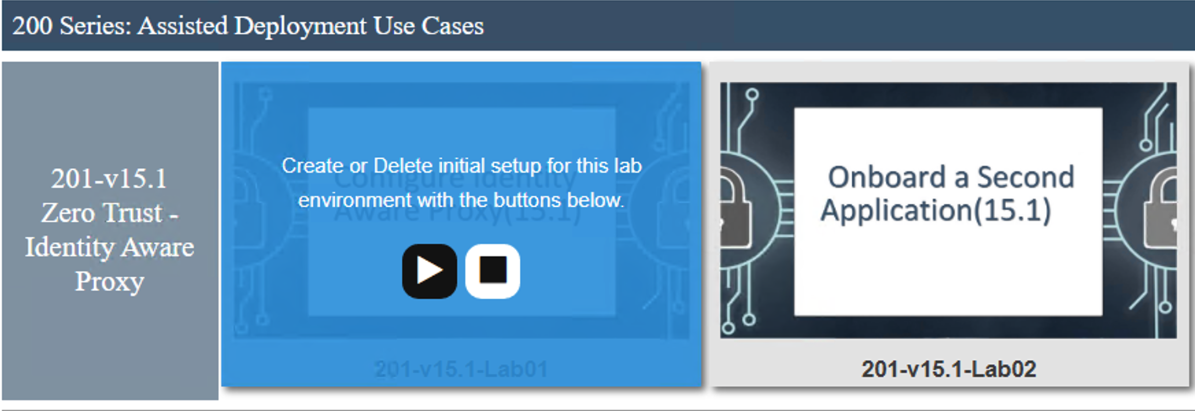 200 Series: Assisted Deployment Use Cases
201-v15.1
Zero Trust -
Identity Aware
Proxy
Configure Identity
Aware Proxy(15.1)
Create or Delete initial setup for this lab
environment with the buttons below.
201-v15.1-Lab01
Onboard a Second
Application(15.1)
201-v15.1-Lab02